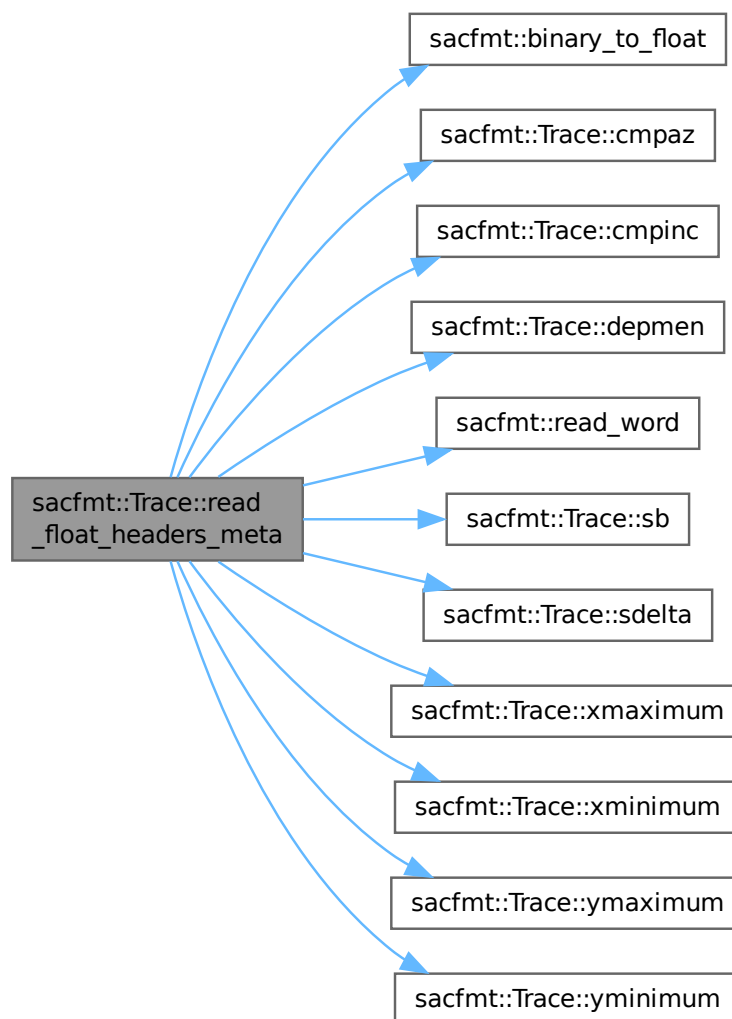 sacfmt::binary_to_float
sacfmt::Trace::cmpaz
sacfmt::Trace::cmpinc
sacfmt::Trace::depmen
sacfmt::read_word
sacfmt::Trace::read
_float_headers_meta
sacfmt::Trace::sb
sacfmt::Trace::sdelta
sacfmt::Trace::xmaximum
sacfmt::Trace::xminimum
sacfmt::Trace::ymaximum
sacfmt::Trace::yminimum